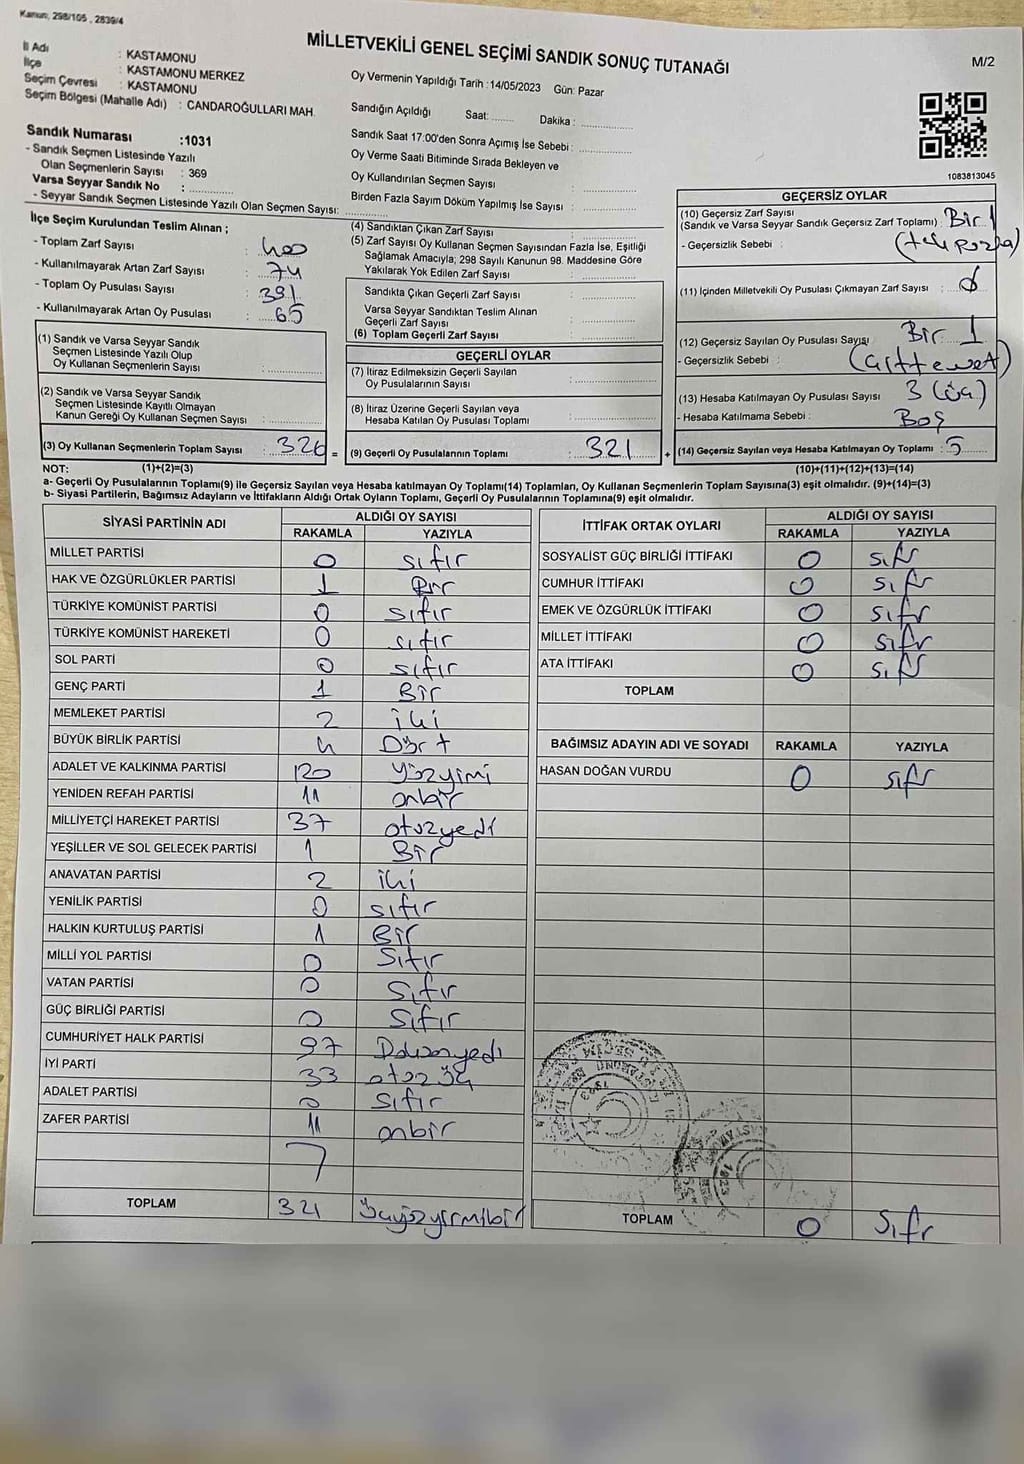 Kanun, 298/105 , 2839/4
MİLLETVEKİLİ GENEL SEÇİMİ SANDIK SONUÇ TUTANAĞI
M/2
İl Adı : KASTAMONU
İlçe : KASTAMONU MERKEZ
Seçim Çevresi : KASTAMONU
Seçim Bölgesi (Mahalle Adı) : CANDAROĞULLARI MAH.
Sandık Numarası :1031
- Sandık Seçmen Listesinde Yazılı
Olan Seçmenlerin Sayısı : 369
Varsa Seyyar Sandık No : ............
- Seyyar Sandık Seçmen Listesinde Yazılı Olan Seçmen Sayısı: ............
Oy Vermenin Yapıldığı Tarih :14/05/2023 Gün: Pazar
Sandığın Açıldığı Saat: ....... Dakika : ................
Sandık Saat 17:00'den Sonra Açımış İse Sebebi : ................
Oy Verme Saati Bitiminde Sırada Bekleyen ve
Oy Kullandırılan Seçmen Sayısı : ................
Birden Fazla Sayım Döküm Yapılmış İse Sayısı : ................
1083813045
İlçe Seçim Kurulundan Teslim Alınan ;
- Toplam Zarf Sayısı : 400
- Kullanılmayarak Artan Zarf Sayısı : 74
- Toplam Oy Pusulası Sayısı : 391
- Kullanılmayarak Artan Oy Pusulası : 65
(1) Sandık ve Varsa Seyyar Sandık
Seçmen Listesinde Yazılı Olup
Oy Kullanan Seçmenlerin Sayısı : ................
(2) Sandık ve Varsa Seyyar Sandık
Seçmen Listesinde Kayıtlı Olmayan
Kanun Gereği Oy Kullanan Seçmen Sayısı : ................
(3) Oy Kullanan Seçmenlerin Toplam Sayısı : 326 =
(4) Sandıktan Çıkan Zarf Sayısı : ................
(5) Zarf Sayısı Oy Kullanan Seçmen Sayısından Fazla İse, Eşitliği
Sağlamak Amacıyla; 298 Sayılı Kanunun 98. Maddesine Göre
Yakılarak Yok Edilen Zarf Sayısı : ................
Sandıkta Çıkan Geçerli Zarf Sayısı : ................
Varsa Seyyar Sandıktan Teslim Alınan
Geçerli Zarf Sayısı : ................
(6) Toplam Geçerli Zarf Sayısı : ................
GEÇERLİ OYLAR
(7) İtiraz Edilmeksizin Geçerli Sayılan
Oy Pusulalarının Sayısı : ................
(8) İtiraz Üzerine Geçerli Sayılan veya
Hesaba Katılan Oy Pusulası Toplamı : ................
(9) Geçerli Oy Pusulalarının Toplamı : 321 +
GEÇERSİZ OYLAR
(10) Geçersiz Zarf Sayısı
(Sandık ve Varsa Seyyar Sandık Geçersiz Zarf Toplamı) : Bir 1
- Geçersizlik Sebebi :
(11) İçinden Milletvekili Oy Pusulası Çıkmayan Zarf Sayısı :
(12) Geçersiz Sayılan Oy Pusulası Sayısı : Bir 1
- Geçersizlik Sebebi : (Çift evet)
(13) Hesaba Katılmayan Oy Pusulası Sayısı : 3 (üç)
- Hesaba Katılmama Sebebi : Boş
(14) Geçersiz Sayılan veya Hesaba Katılmayan Oy Toplamı : 5
NOT: (1)+(2)=(3) (10)+(11)+(12)+(13)=(14)
a- Geçerli Oy Pusulalarının Toplamı(9) ile Geçersiz Sayılan veya Hesaba katılmayan Oy Toplamı(14) Toplamları, Oy Kullanan Seçmenlerin Toplam Sayısına(3) eşit olmalıdır. (9)+(14)=(3)
b- Siyasi Partilerin, Bağımsız Adayların ve İttifakların Aldığı Ortak Oyların Toplamı, Geçerli Oy Pusulalarının Toplamına(9) eşit olmalıdır.
SİYASİ PARTİNİN ADI ALDIĞI OY SAYISI
RAKAMLA YAZIYLA
MİLLET PARTİSİ 0 sıfır
HAK VE ÖZGÜRLÜKLER PARTİSİ 1 Bir
TÜRKİYE KOMÜNİST PARTİSİ 0 sıfır
TÜRKİYE KOMÜNİST HAREKETİ 0 sıfır
SOL PARTİ 0 sıfır
GENÇ PARTİ 1 Bir
MEMLEKET PARTİSİ 2 iki
BÜYÜK BİRLİK PARTİSİ 4 Dört
ADALET VE KALKINMA PARTİSİ 120 yüzyimi
YENİDEN REFAH PARTİSİ 11 onbir
MİLLİYETÇİ HAREKET PARTİSİ 37 otuzyedi
YEŞİLLER VE SOL GELECEK PARTİSİ 1 Bir
ANAVATAN PARTİSİ 2 iki
YENİLİK PARTİSİ 0 sıfır
HALKIN KURTULUŞ PARTİSİ 1 Bir
MİLLİ YOL PARTİSİ 0 Sıfır
VATAN PARTİSİ 0 Sıfır
GÜÇ BİRLİĞİ PARTİSİ 0 Sıfır
CUMHURİYET HALK PARTİSİ 97 Doksanyedi
İYİ PARTİ 33 otuz üç
ADALET PARTİSİ 0 Sıfır
ZAFER PARTİSİ 11 onbir
TOPLAM 321 üçyüzyirmibir
İTTİFAK ORTAK OYLARI ALDIĞI OY SAYISI
RAKAMLA YAZIYLA
SOSYALİST GÜÇ BİRLİĞİ İTTİFAKI 0 sıfır
CUMHUR İTTİFAKI 0 sıfır
EMEK VE ÖZGÜRLÜK İTTİFAKI 0 sıfır
MİLLET İTTİFAKI 0 sıfır
ATA İTTİFAKI 0 sıfır
TOPLAM
BAĞIMSIZ ADAYIN ADI VE SOYADI RAKAMLA YAZIYLA
HASAN DOĞAN VURDU 0 sıfır
TOPLAM 0 Sıfır